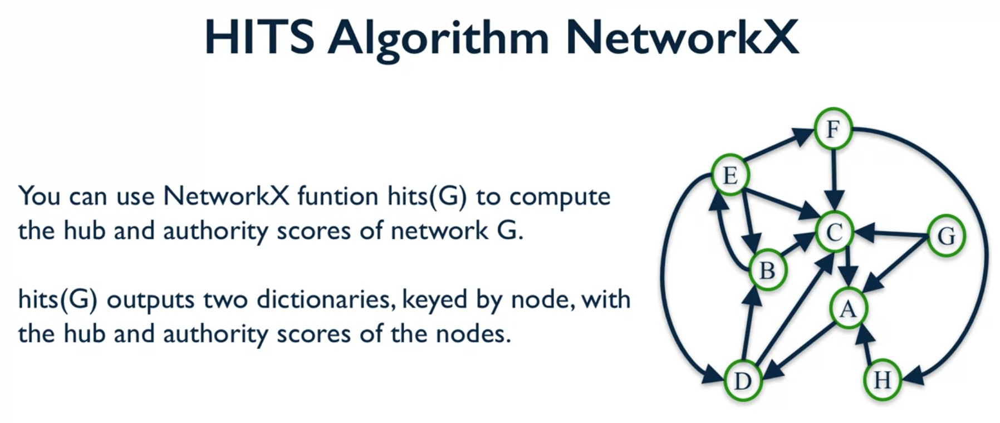 HITS Algorithm NetworkX
You can use NetworkX funtion hits(G) to compute
the hub and authority scores of network G.
hits(G) outputs two dictionaries, keyed by node, with
the hub and authority scores of the nodes.
F
E
C
G
B
A
D
H